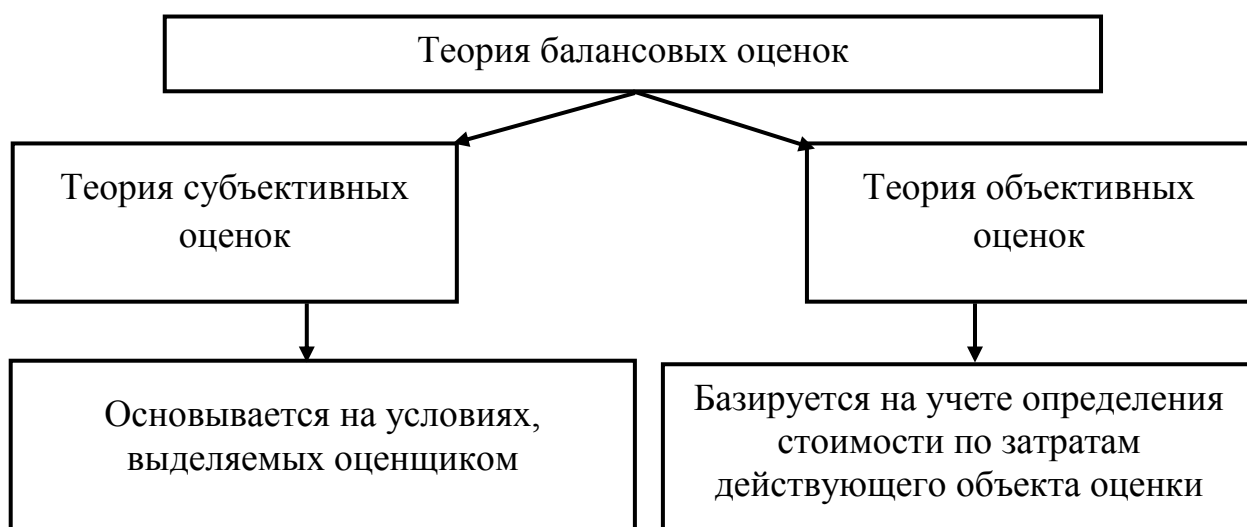 Теория балансовых оценок
Теория субъективных
оценок
Теория объективных
оценок
Основывается на условиях,
выделяемых оценщиком
Базируется на учете определения
стоимости по затратам
действующего объекта оценки